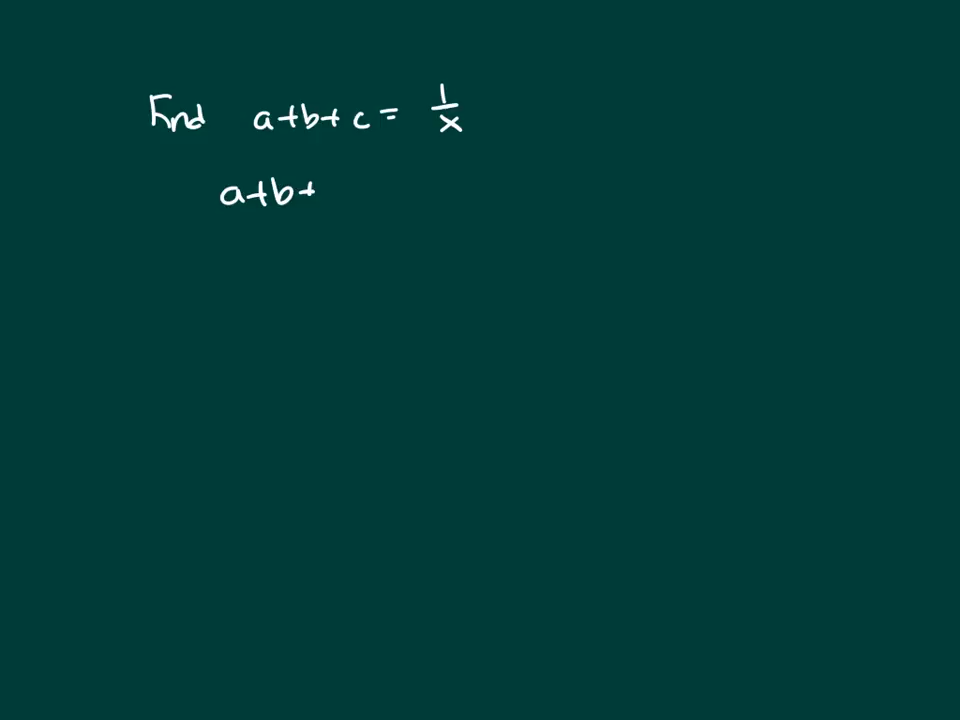 Find a+b+c = 1/x
a+b+